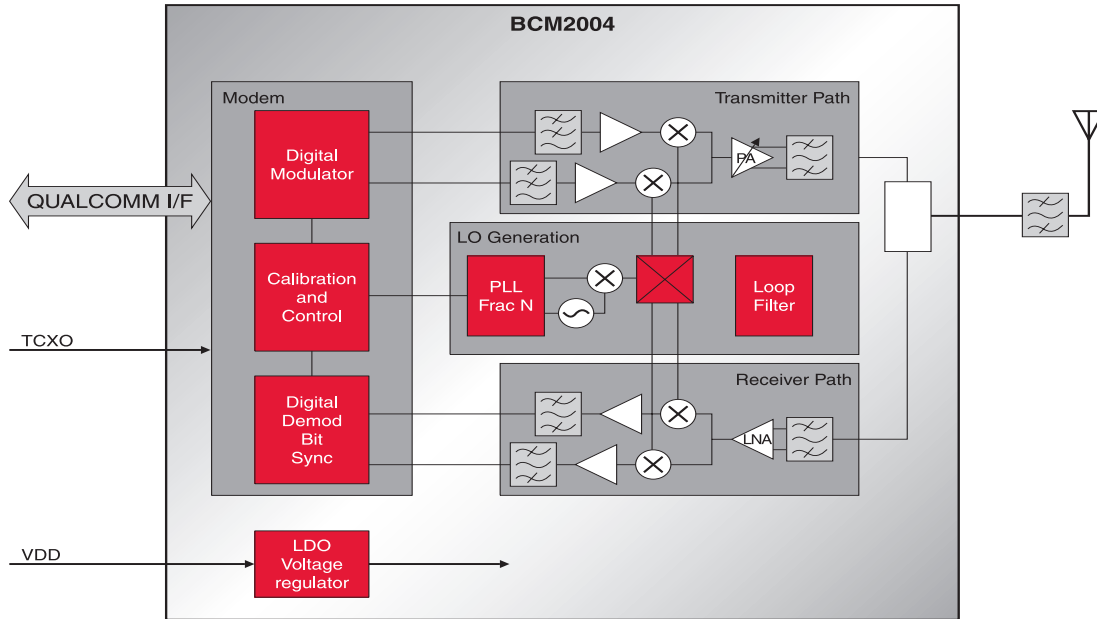 BCM2004
Modem
Transmitter Path
Digital
Modulator
PA
QUALCOMM I/F
LO Generation
Calibration
and
Control
PLL
Frac N
Loop
Filter
TCXO
Receiver Path
Digital
Demod
Bit
Sync
LNA
VDD
LDO
Voltage
regulator